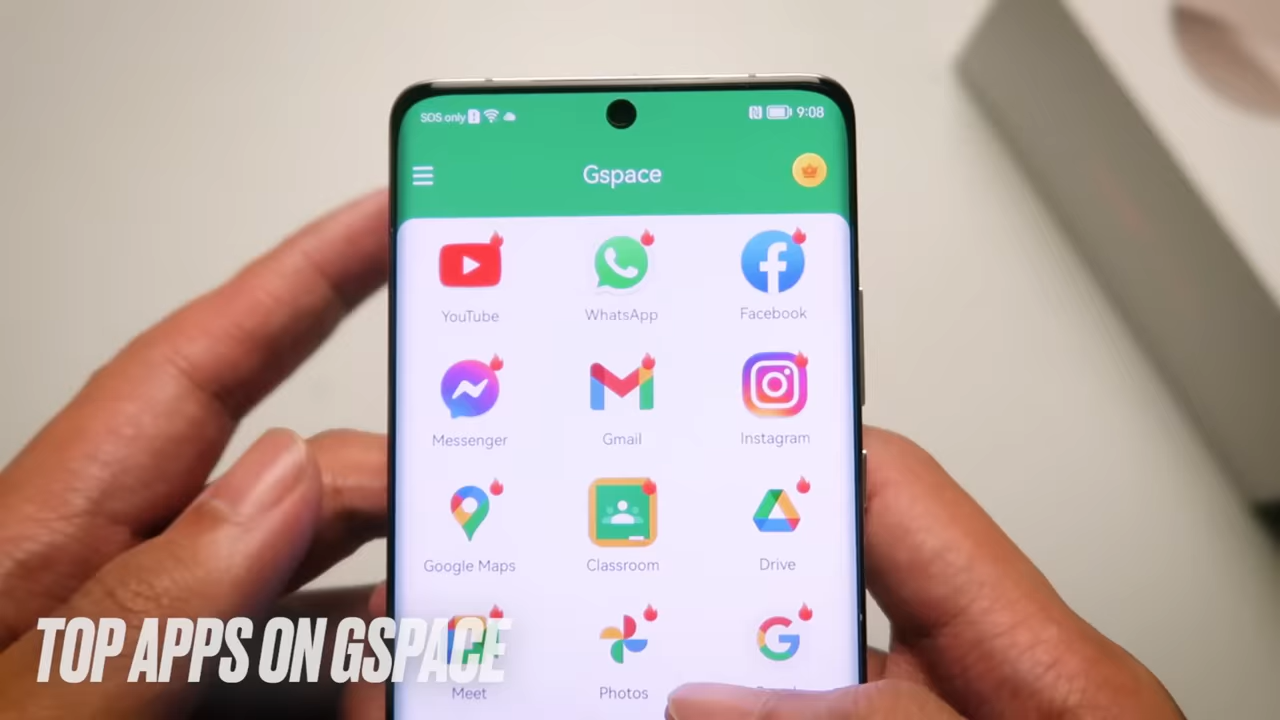 SOS only
9:08
Gspace
YouTube
WhatsApp
Facebook
Messenger
Gmail
Instagram
Google Maps
Classroom
Drive
Meet
Photos
TOP APPS ON GSPACE